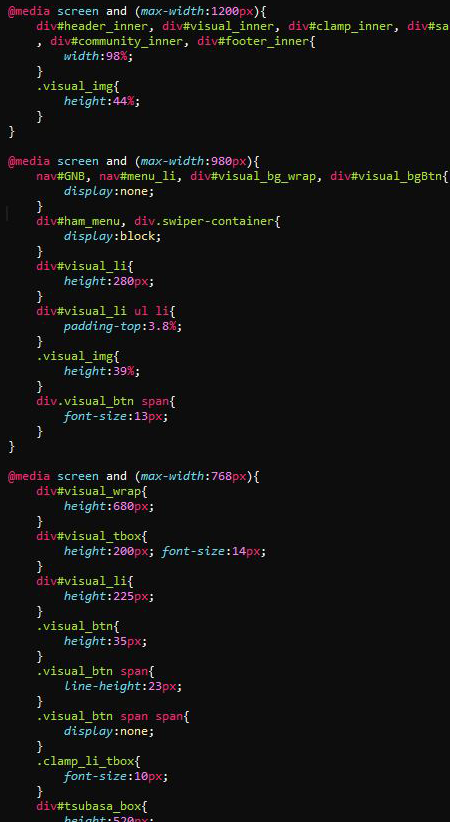 @media screen and (max-width:1200px){
div#header_inner, div#visual_inner, div#clamp_inner, div#sa
, div#community_inner, div#footer_inner{
width:98%;
}
.visual_img{
height:44%;
}
}
@media screen and (max-width:980px){
nav#GNB, nav#menu_li, div#visual_bg_wrap, div#visual_bgBtn{
display:none;
}
div#ham_menu, div.swiper-container{
display:block;
}
div#visual_li{
height:280px;
}
div#visual_li ul li{
padding-top:3.8%;
}
.visual_img{
height:39%;
}
div.visual_btn span{
font-size:13px;
}
}
@media screen and (max-width:768px){
div#visual_wrap{
height:680px;
}
div#visual_tbox{
height:200px; font-size:14px;
}
div#visual_li{
height:225px;
}
.visual_btn{
height:35px;
}
.visual_btn span{
line-height:23px;
}
.visual_btn span span{
display:none;
}
.clamp_li_tbox{
font-size:10px;
}
div#tsubasa_box{
height:520px;